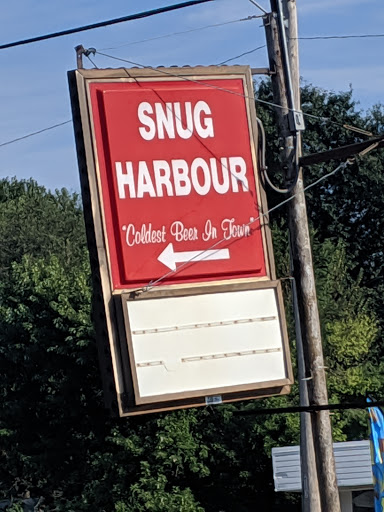 SNUG
HARBOUR
"Coldest Beer In Town"